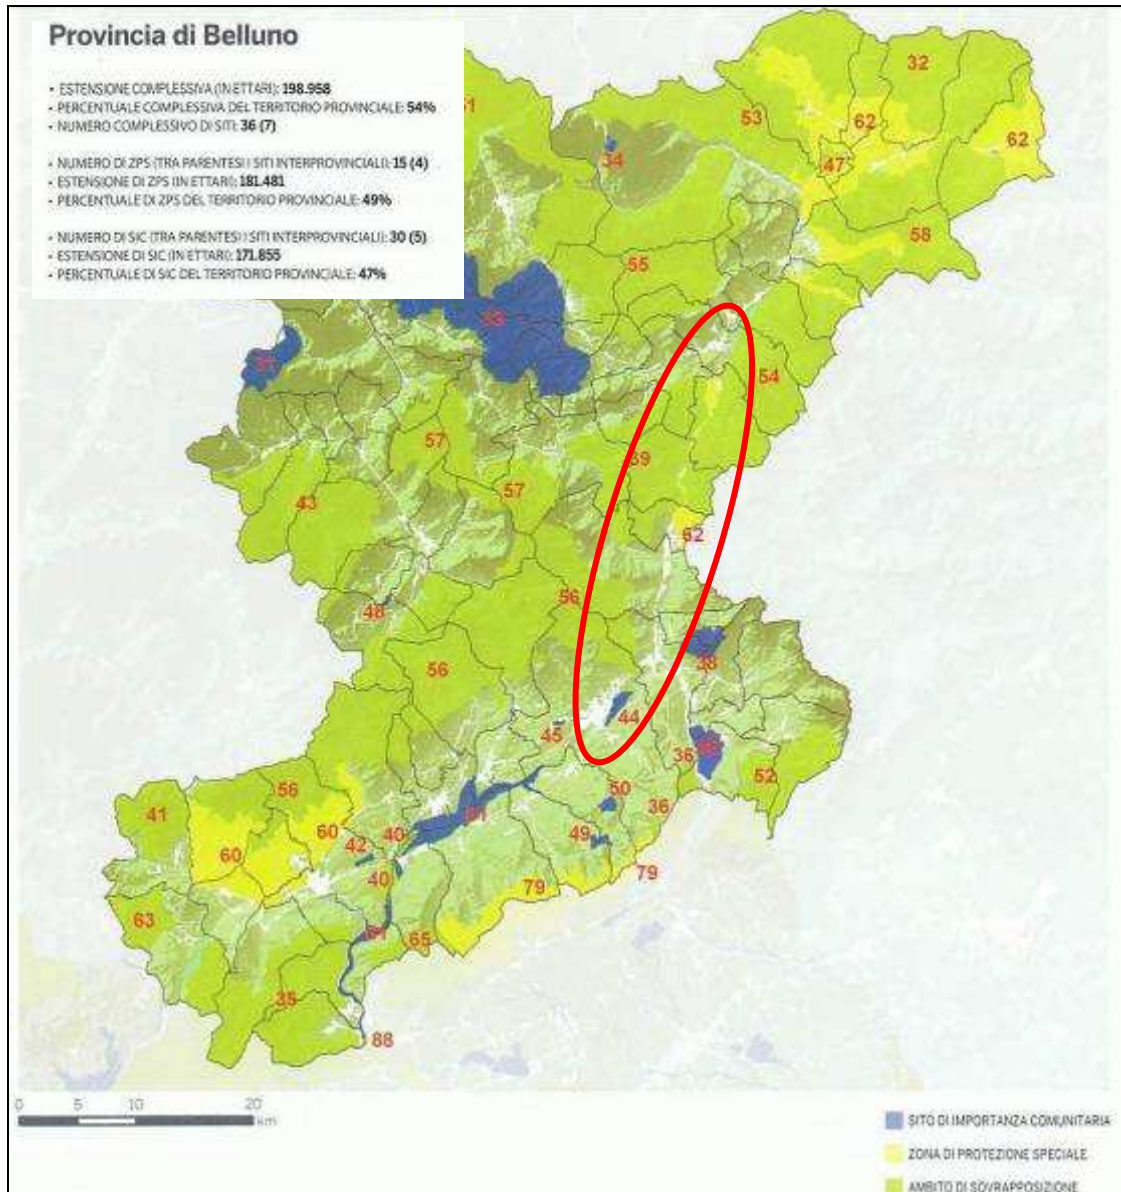 Provincia di Belluno
• ESTENSIONE COMPLESSIVA (IN ETTARI): 198.958
• PERCENTUALE COMPLESSIVA DEL TERRITORIO PROVINCIALE: 54%
• NUMERO COMPLESSIVO DI SITI: 36 (7)
• NUMERO DI ZPS (TRA PARENTESI I SITI INTERPROVINCIALI): 15 (4)
• ESTENSIONE DI ZPS (IN ETTARI): 181.481
• PERCENTUALE DI ZPS DEL TERRITORIO PROVINCIALE: 49%
• NUMERO DI SIC (TRA PARENTESI I SITI INTERPROVINCIALI): 30 (5)
• ESTENSIONE DI SIC (IN ETTARI): 171.855
• PERCENTUALE DI SIC DEL TERRITORIO PROVINCIALE: 47%
32
53
62
62
34
47
58
55
54
57
39
57
43
62
48
56
56
38
44
45
36
52
56
50
36
41
60
40
49
42
60
40
79
79
63
65
35
88
0 5 10 20
km
SITO DI IMPORTANZA COMUNITARIA
ZONA DI PROTEZIONE SPECIALE
AMBITO DI SOVRAPPOSIZIONE